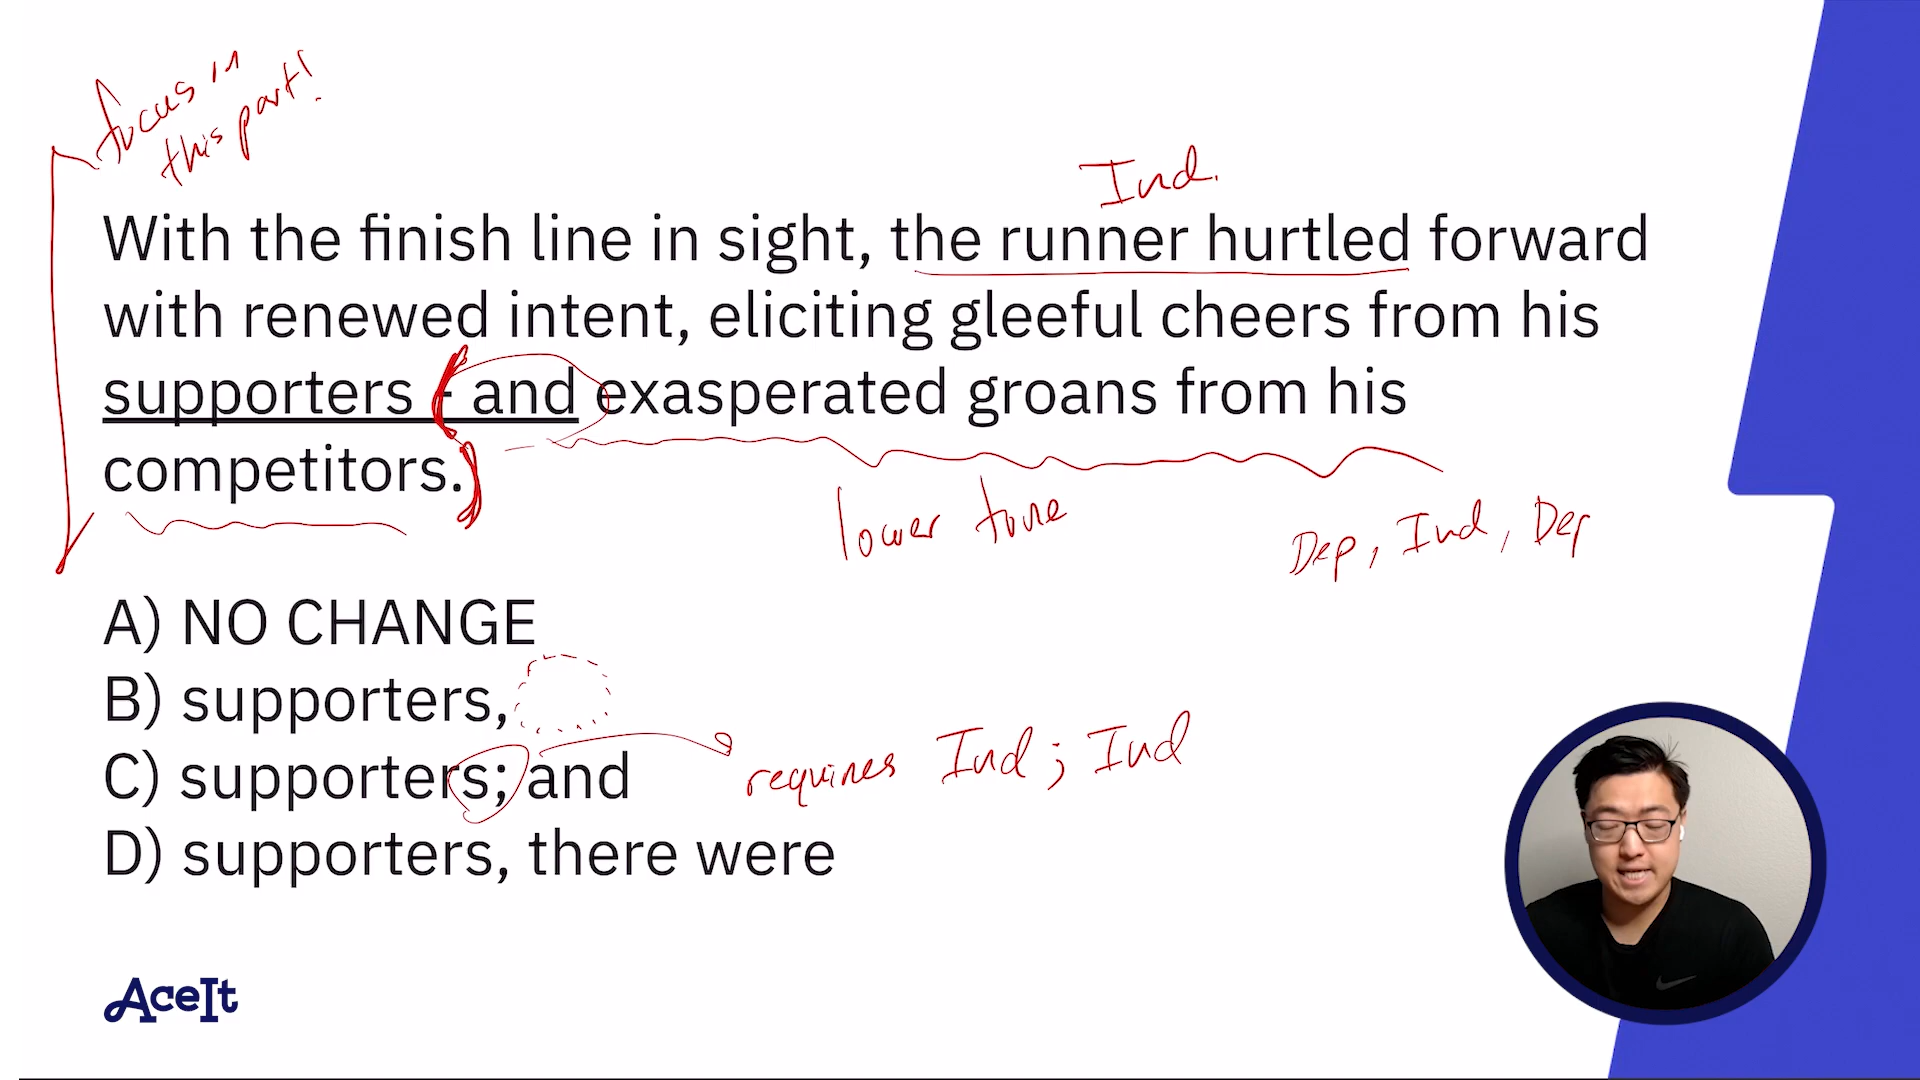 focus in
this part!
Ind.
With the finish line in sight, the runner hurtled forward
with renewed intent, eliciting gleeful cheers from his
supporters - and exasperated groans from his
competitors.
lower tone
Dep, Ind, Dep
A) NO CHANGE
B) supporters,
C) supporters; and
requires Ind; Ind
D) supporters, there were
AceIt